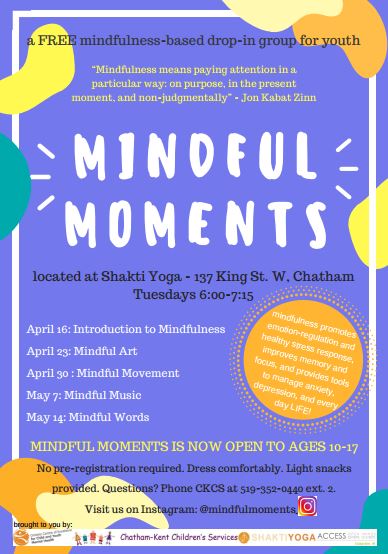 a FREE mindfulness-based drop-in group for youth
“Mindfulness means paying attention in a
particular way: on purpose, in the present
moment, and non-judgmentally” - Jon Kabat Zinn
MINDFUL
MOMENTS
located at Shakti Yoga - 137 King St. W, Chatham
Tuesdays 6:00-7:15
April 16: Introduction to Mindfulness
April 23: Mindful Art
April 30 : Mindful Movement
May 7: Mindful Music
May 14: Mindful Words
mindfulness promotes
emotion-regulation and
healthy stress response,
improves memory and
focus, and provides tools
to manage anxiety,
depression, and every
day LIFE!
MINDFUL MOMENTS IS NOW OPEN TO AGES 10-17
No pre-registration required. Dress comfortably. Light snacks
provided. Questions? Phone CKCS at 519-352-0440 ext. 2.
Visit us on Instagram: @mindfulmoments
brought to you by:
Chatham-Kent Children's Services
SHAKTIYOGA
ACCESS